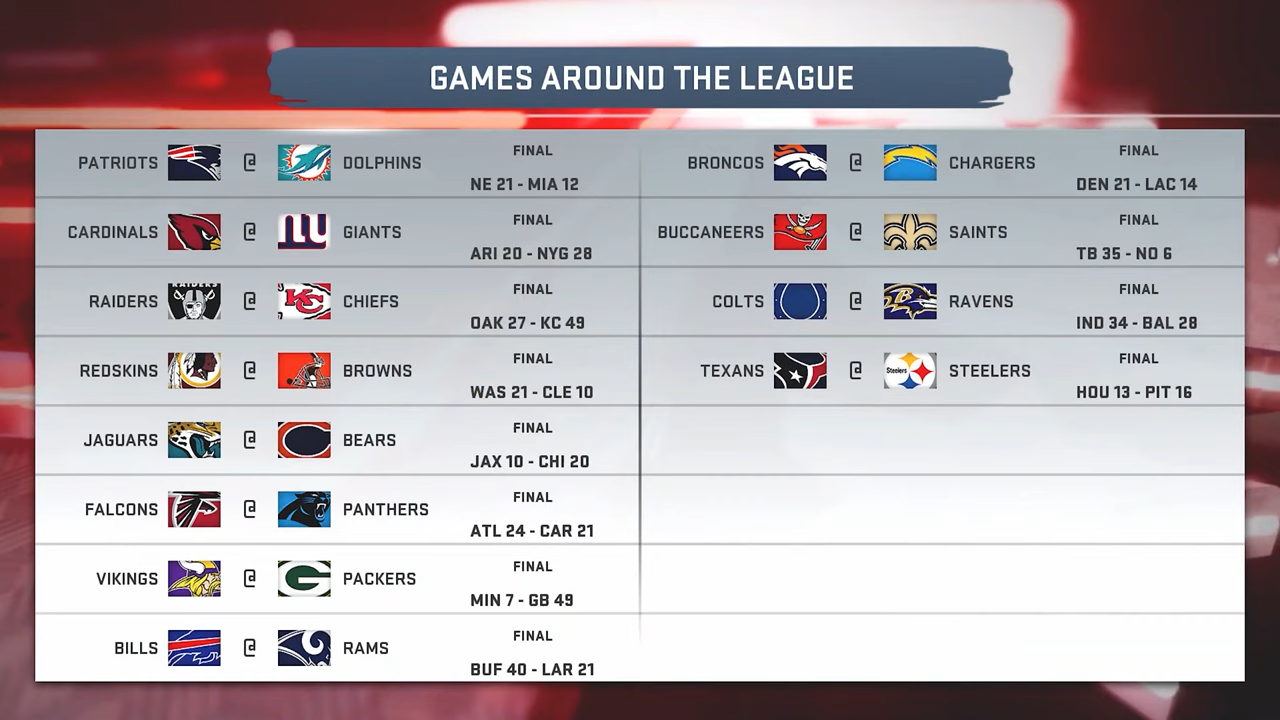 GAMES AROUND THE LEAGUE
PATRIOTS @ DOLPHINS FINAL
NE 21 - MIA 12
CARDINALS @ GIANTS FINAL
ARI 20 - NYG 28
RAIDERS RAIDERS @ KC CHIEFS FINAL
OAK 27 - KC 49
REDSKINS @ BROWNS FINAL
WAS 21 - CLE 10
JAGUARS @ BEARS FINAL
JAX 10 - CHI 20
FALCONS @ PANTHERS FINAL
ATL 24 - CAR 21
VIKINGS @ G PACKERS FINAL
MIN 7 - GB 49
BILLS @ RAMS FINAL
BUF 40 - LAR 21
BRONCOS @ CHARGERS FINAL
DEN 21 - LAC 14
BUCCANEERS @ SAINTS FINAL
TB 35 - NO 6
COLTS @ B RAVENS FINAL
IND 34 - BAL 28
TEXANS @ Steelers STEELERS FINAL
HOU 13 - PIT 16